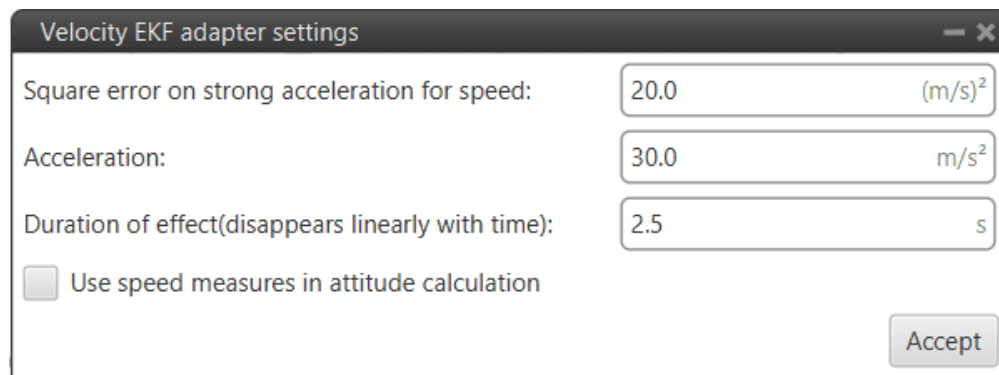 Velocity EKF adapter settings
Square error on strong acceleration for speed: 20.0 (m/s)²
Acceleration: 30.0 m/s²
Duration of effect(disappears linearly with time): 2.5 s
Use speed measures in attitude calculation
Accept